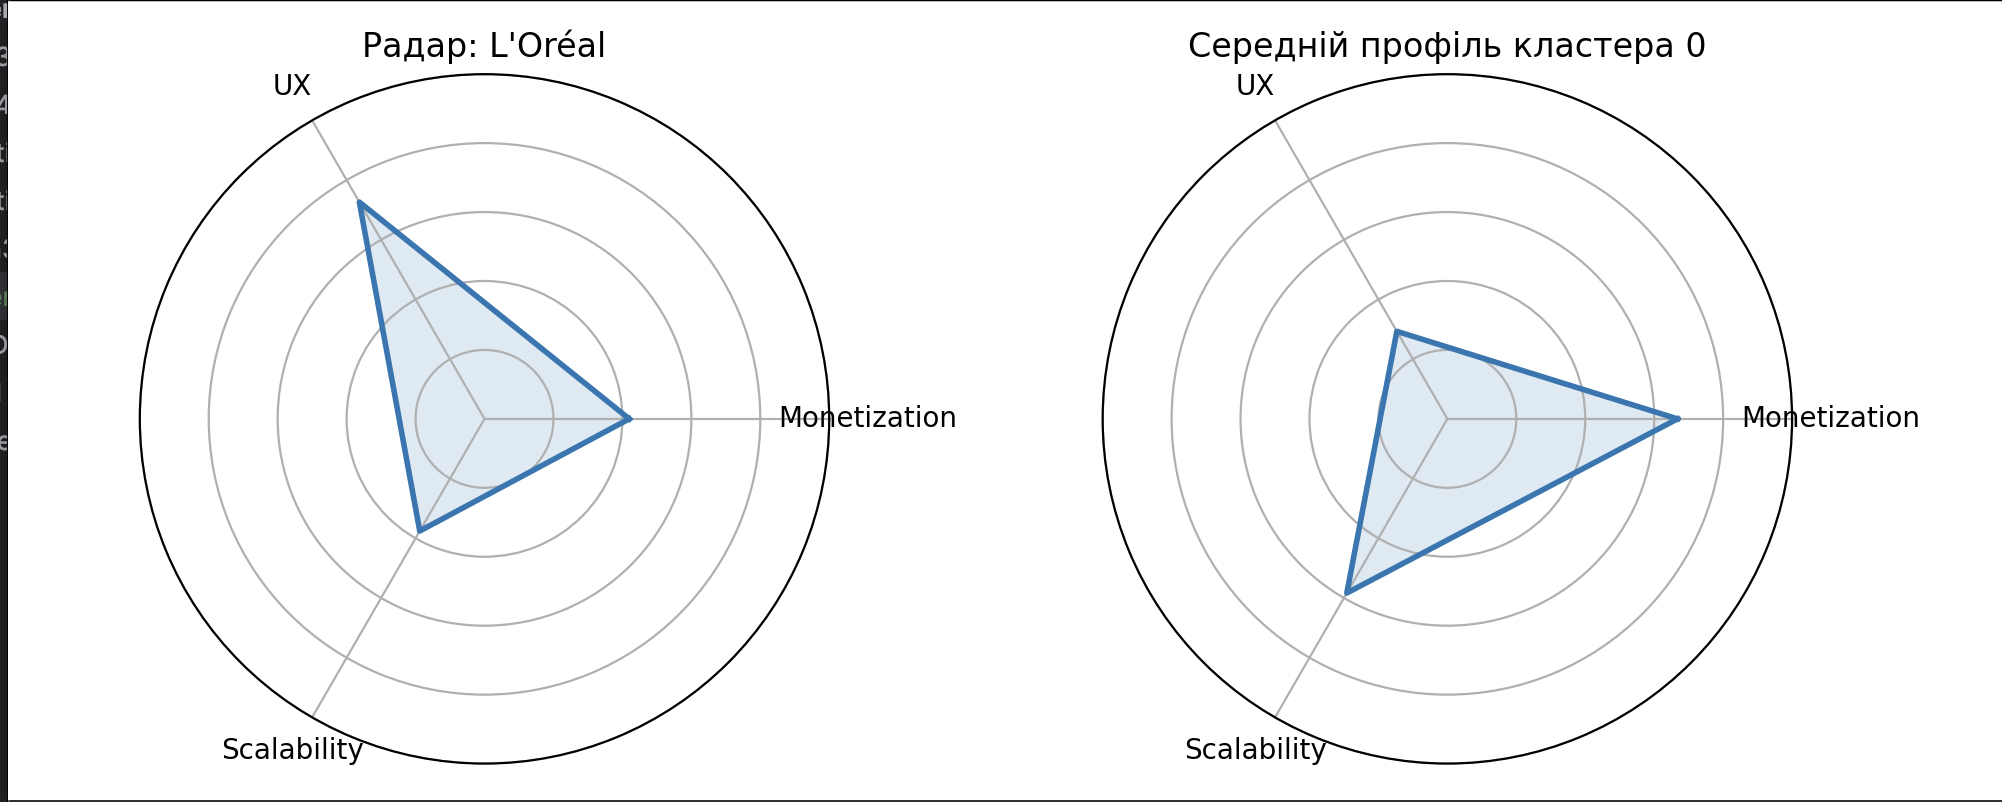 Радар: L'Oréal
UX
Monetization
Scalability
Середній профіль кластера 0
UX
Monetization
Scalability